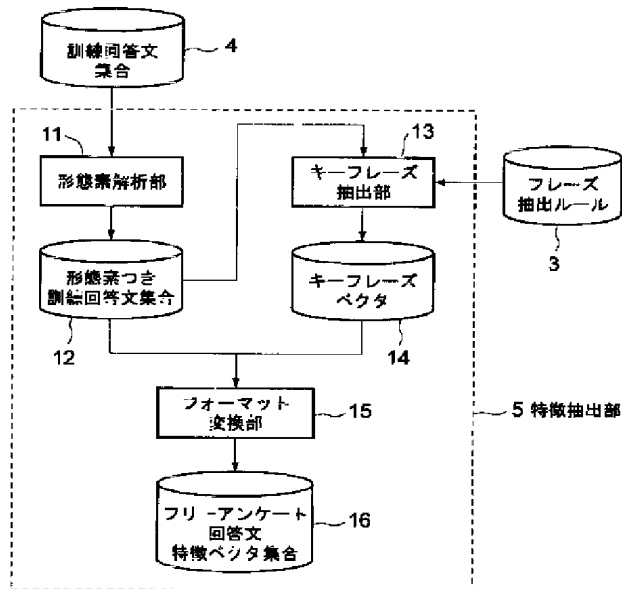 訓練回答文
集合
4
11
形態素解析部
13
キーフレーズ
抽出部
フレーズ
抽出ルール
3
形態素つき
訓練回答文集合
12
キーフレーズ
ベクタ
14
フォーマット
変換部
15
5 特徴抽出部
フリーアンケート
回答文
特徴ベクタ集合
16